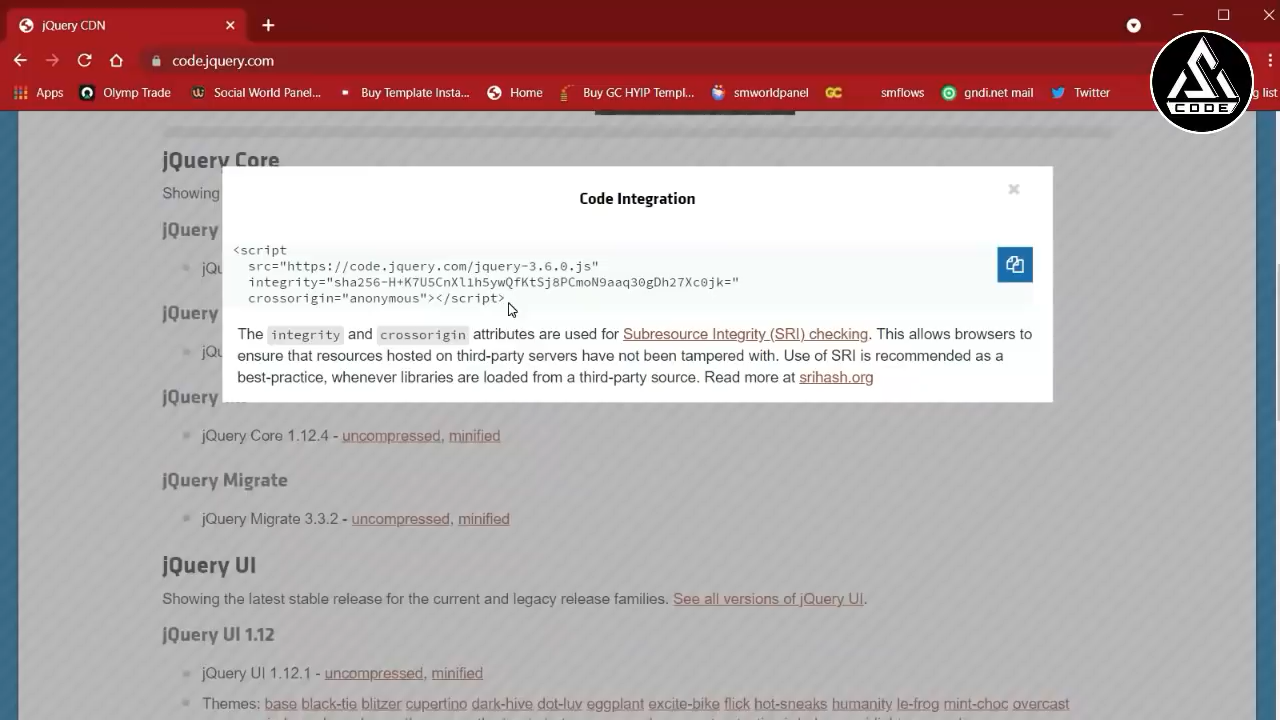 jQuery CDN
code.jquery.com
Apps Olymp Trade Social World Panel... Buy Template Insta... Home Buy GC HYIP Templ... smworldpanel GC smflows gndi.net mail Twitter g list
CODE
jQuery Core
Showing
jQuery
jQu
jQuery
jQu
jQuery
Code Integration
<script
src="https://code.jquery.com/jquery-3.6.0.js"
integrity="sha256-H+K7U5CnXl1h5ywQfKtSj8PCmoN9aaq30gDh27Xc0jk="
crossorigin="anonymous"></script>
The integrity and crossorigin attributes are used for Subresource Integrity (SRI) checking. This allows browsers to
ensure that resources hosted on third-party servers have not been tampered with. Use of SRI is recommended as a
best-practice, whenever libraries are loaded from a third-party source. Read more at srihash.org
jQuery Core 1.12.4 - uncompressed, minified
jQuery Migrate
jQuery Migrate 3.3.2 - uncompressed, minified
jQuery UI
Showing the latest stable release for the current and legacy release families. See all versions of jQuery UI.
jQuery UI 1.12
jQuery UI 1.12.1 - uncompressed, minified
Themes: base black-tie blitzer cupertino dark-hive dot-luv eggplant excite-bike flick hot-sneaks humanity le-frog mint-choc overcast